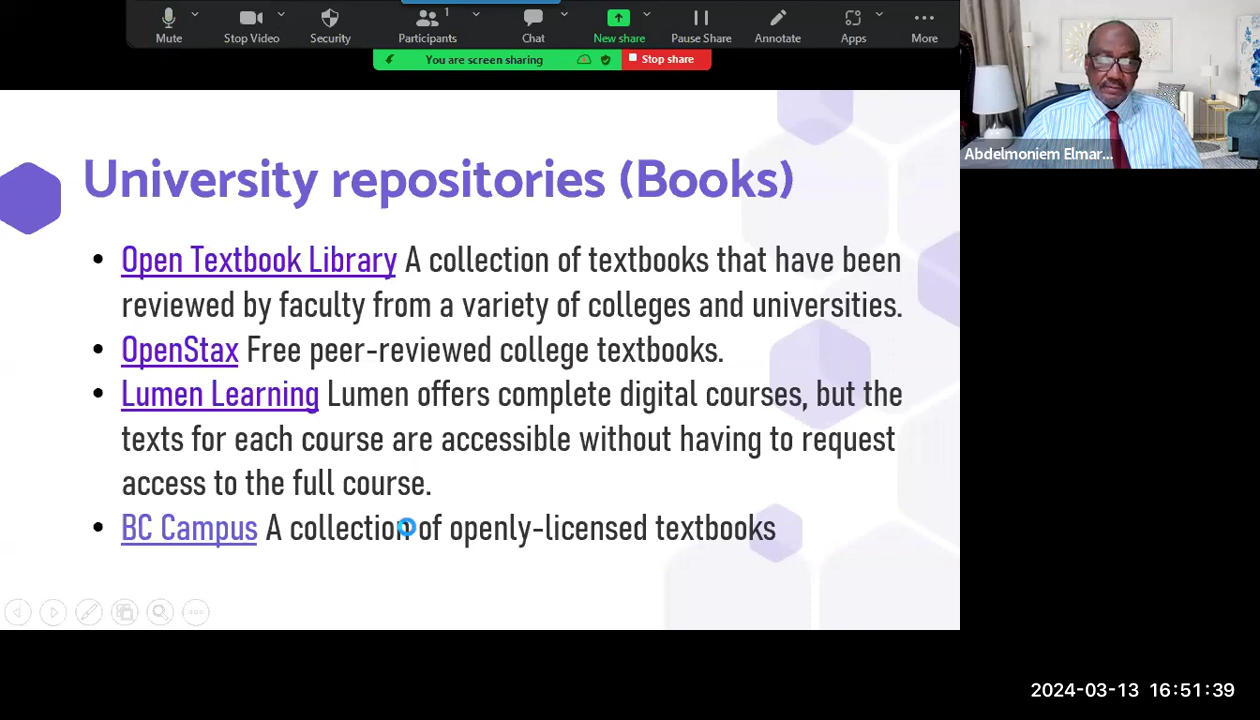 1
Mute
Stop Video
Security
Participants
Chat
New share
Pause Share
Annotate
Apps
More
You are screen sharing
Stop share
Abdelmoniem Elmar...
University repositories (Books)
• Open Textbook Library A collection of textbooks that have been
reviewed by faculty from a variety of colleges and universities.
• OpenStax Free peer-reviewed college textbooks.
• Lumen Learning Lumen offers complete digital courses, but the
texts for each course are accessible without having to request
access to the full course.
• BC Campus A collection of openly-licensed textbooks
2024-03-13 16:51:39